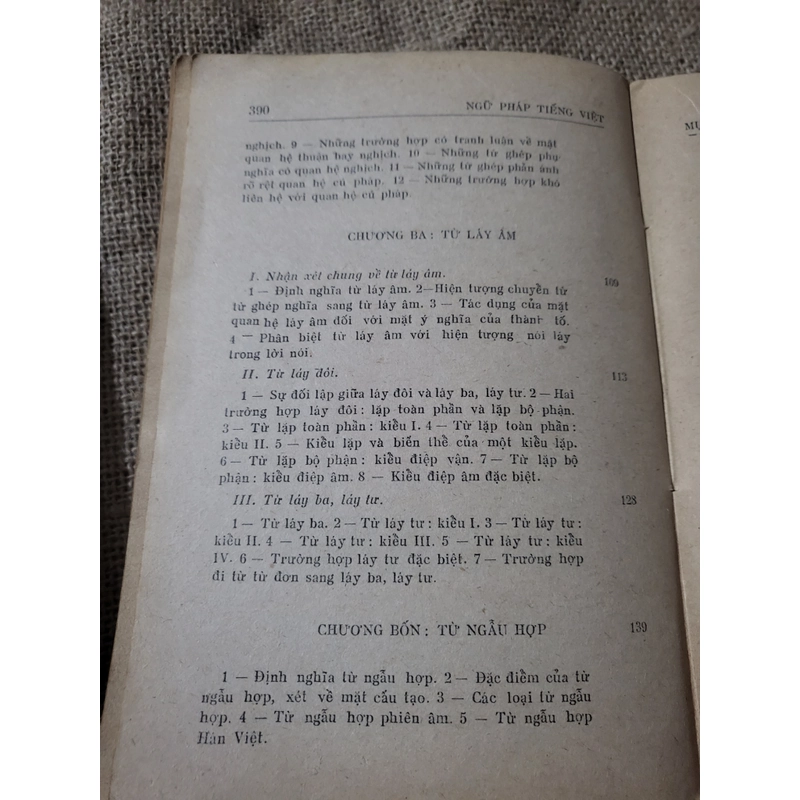 390 NGỮ PHÁP TIẾNG VIỆT
nghịch. 9 — Những trường hợp có tranh luận về mặt
quan hệ thuận hay nghịch. 10 — Những từ ghép phụ
nghĩa có quan hệ nghịch. 11 — Những từ ghép phản ánh
rõ rệt quan hệ cú pháp. 12 — Những trường hợp khó
liên hệ với quan hệ cú pháp.
CHƯƠNG BA: TỪ LÁY ÂM
I. Nhận xét chung về từ láy âm. 109
1 — Định nghĩa từ láy âm. 2—Hiện tượng chuyển từ
từ ghép nghĩa sang từ láy âm. 3 — Tác dụng của mặt
quan hệ láy âm đối với mặt ý nghĩa của thành tố.
4 — Phân biệt từ láy âm với hiện tượng nói láy
trong lời nói.
II. Từ láy đôi. 113
1 — Sự đối lập giữa láy đôi và láy ba, láy tư. 2 — Hai
trường hợp láy đôi: lặp toàn phần và lặp bộ phận.
3 — Từ lặp toàn phần: kiểu I. 4 — Từ lặp toàn phần:
kiểu II. 5 — Kiểu lặp và biến thể của một kiểu lặp.
6 — Từ lặp bộ phận: kiểu điệp vận. 7 — Từ lặp bộ
phận: kiểu điệp âm. 8 — Kiểu điệp âm đặc biệt.
III. Từ láy ba, láy tư. 128
1 — Từ láy ba. 2 — Từ láy tư: kiểu I. 3 — Từ láy tư:
kiểu II. 4 — Từ láy tư: kiểu III. 5 — Từ láy tư: kiểu
IV. 6 — Trường hợp láy tư đặc biệt. 7 — Trường hợp
đi từ từ đơn sang láy ba, láy tư.
CHƯƠNG BỐN: TỪ NGẪU HỢP 139
1 — Định nghĩa từ ngẫu hợp. 2 — Đặc điểm của từ
ngẫu hợp, xét về mặt cấu tạo. 3 — Các loại từ ngẫu
hợp. 4 — Từ ngẫu hợp phiên âm. 5 — Từ ngẫu hợp
Hán Việt.